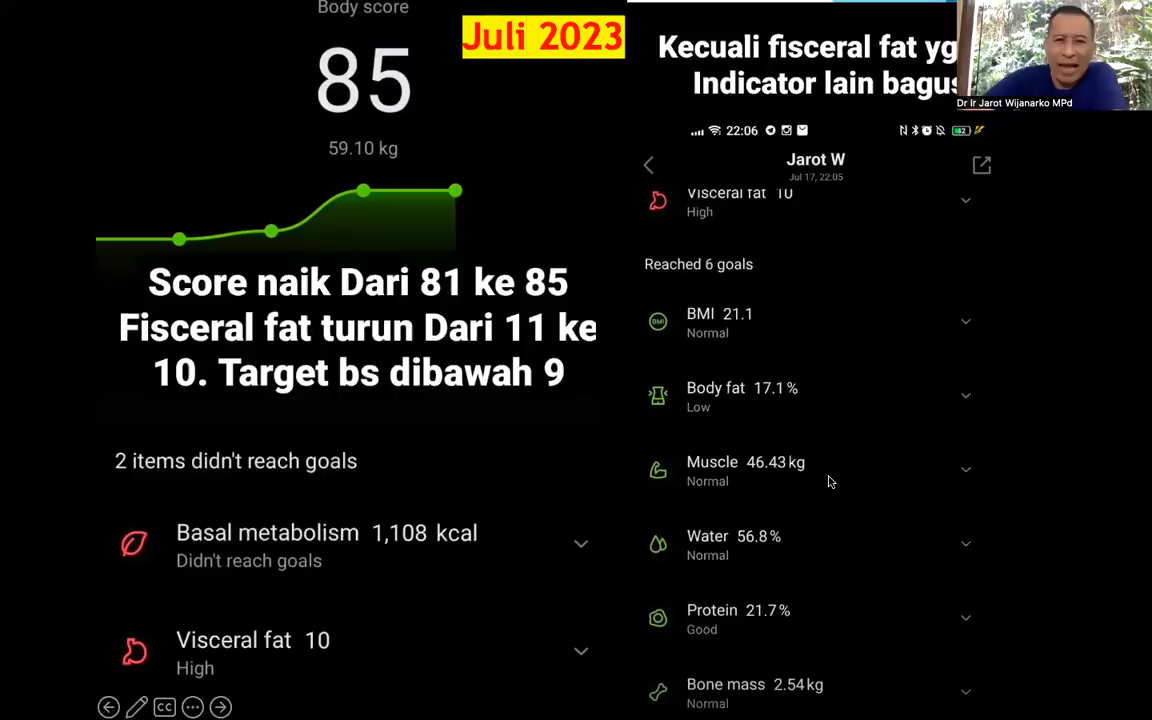 Body score
Juli 2023
85
59.10 kg
Score naik Dari 81 ke 85
Fisceral fat turun Dari 11 ke
10. Target bs dibawah 9
2 items didn't reach goals
Basal metabolism 1,108 kcal
Didn't reach goals
Visceral fat 10
High
Kecuali fisceral fat yg
Indicator lain bagus
Dr Ir Jarot Wijanarko MPd
22:06
62
Jarot W
Jul 17, 22:05
Visceral fat 10
High
Reached 6 goals
BMI 21.1
Normal
Body fat 17.1%
Low
Muscle 46.43kg
Normal
Water 56.8%
Normal
Protein 21.7%
Good
Bone mass 2.54kg
Normal
CC